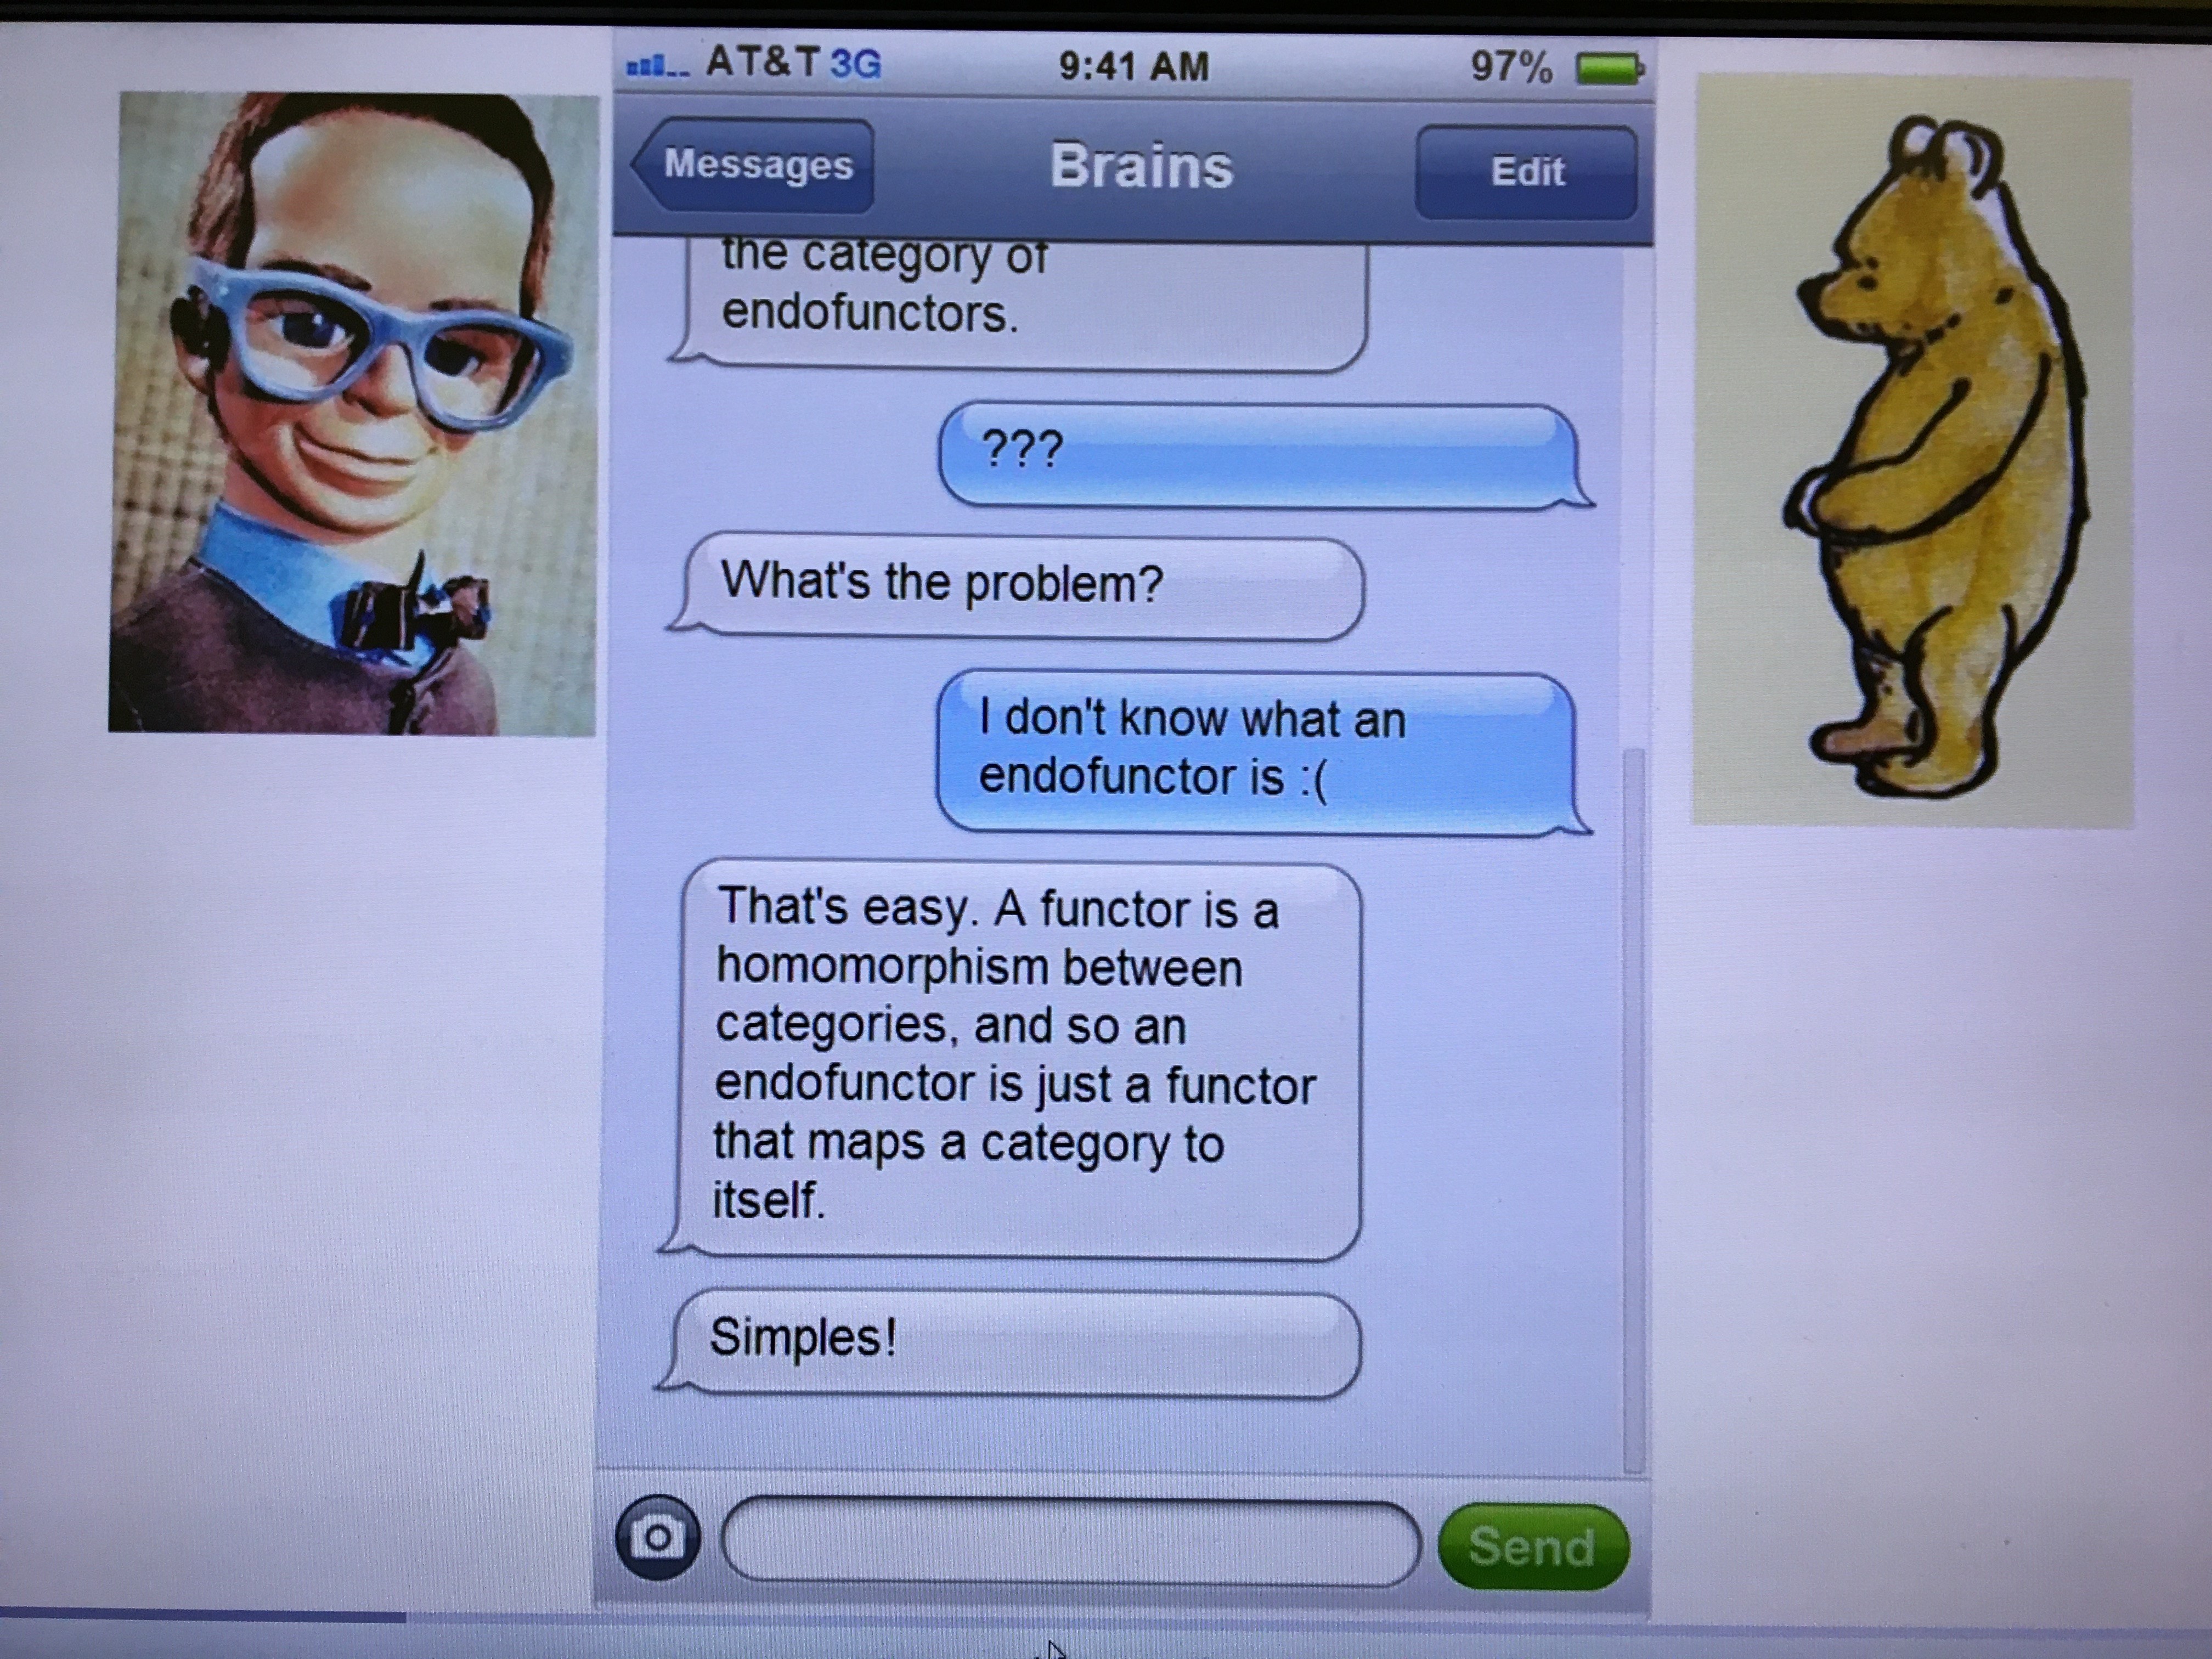 AT&T 3G 9:41 AM 97%
Messages Brains Edit
the category of
endofunctors.
???
What's the problem?
I don't know what an
endofunctor is :(
That's easy. A functor is a
homomorphism between
categories, and so an
endofunctor is just a functor
that maps a category to
itself.
Simples!
Send